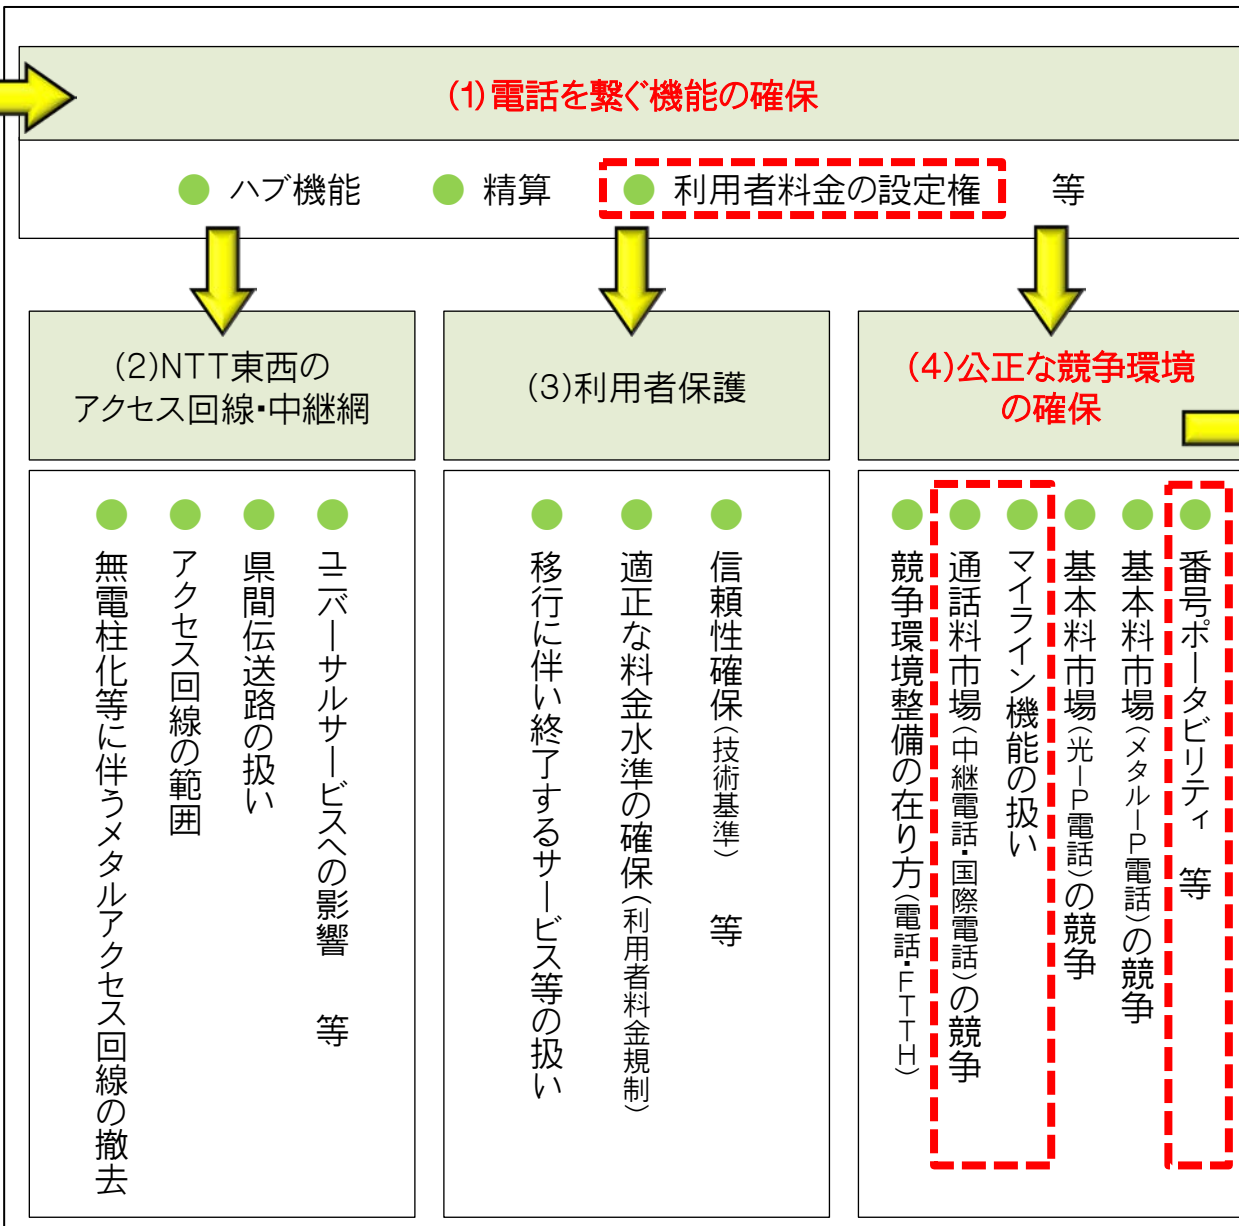 (1)電話を繋ぐ機能の確保
● ハブ機能 ● 精算 ● 利用者料金の設定権 等
(2)NTT東西の
アクセス回線・中継網
ユニバーサルサービスへの影響 等
県間伝送路の扱い
アクセス回線の範囲
無電柱化等に伴うメタルアクセス回線の撤去
(3)利用者保護
信頼性確保(技術基準) 等
適正な料金水準の確保(利用者料金規制)
移行に伴い終了するサービス等の扱い
(4)公正な競争環境
の確保
番号ポータビリティ 等
基本料市場(メタルIP電話)の競争
基本料市場(光IP電話)の競争
マイライン機能の扱い
通話料市場(中継電話・国際電話)の競争
競争環境整備の在り方(電話・FTTH)